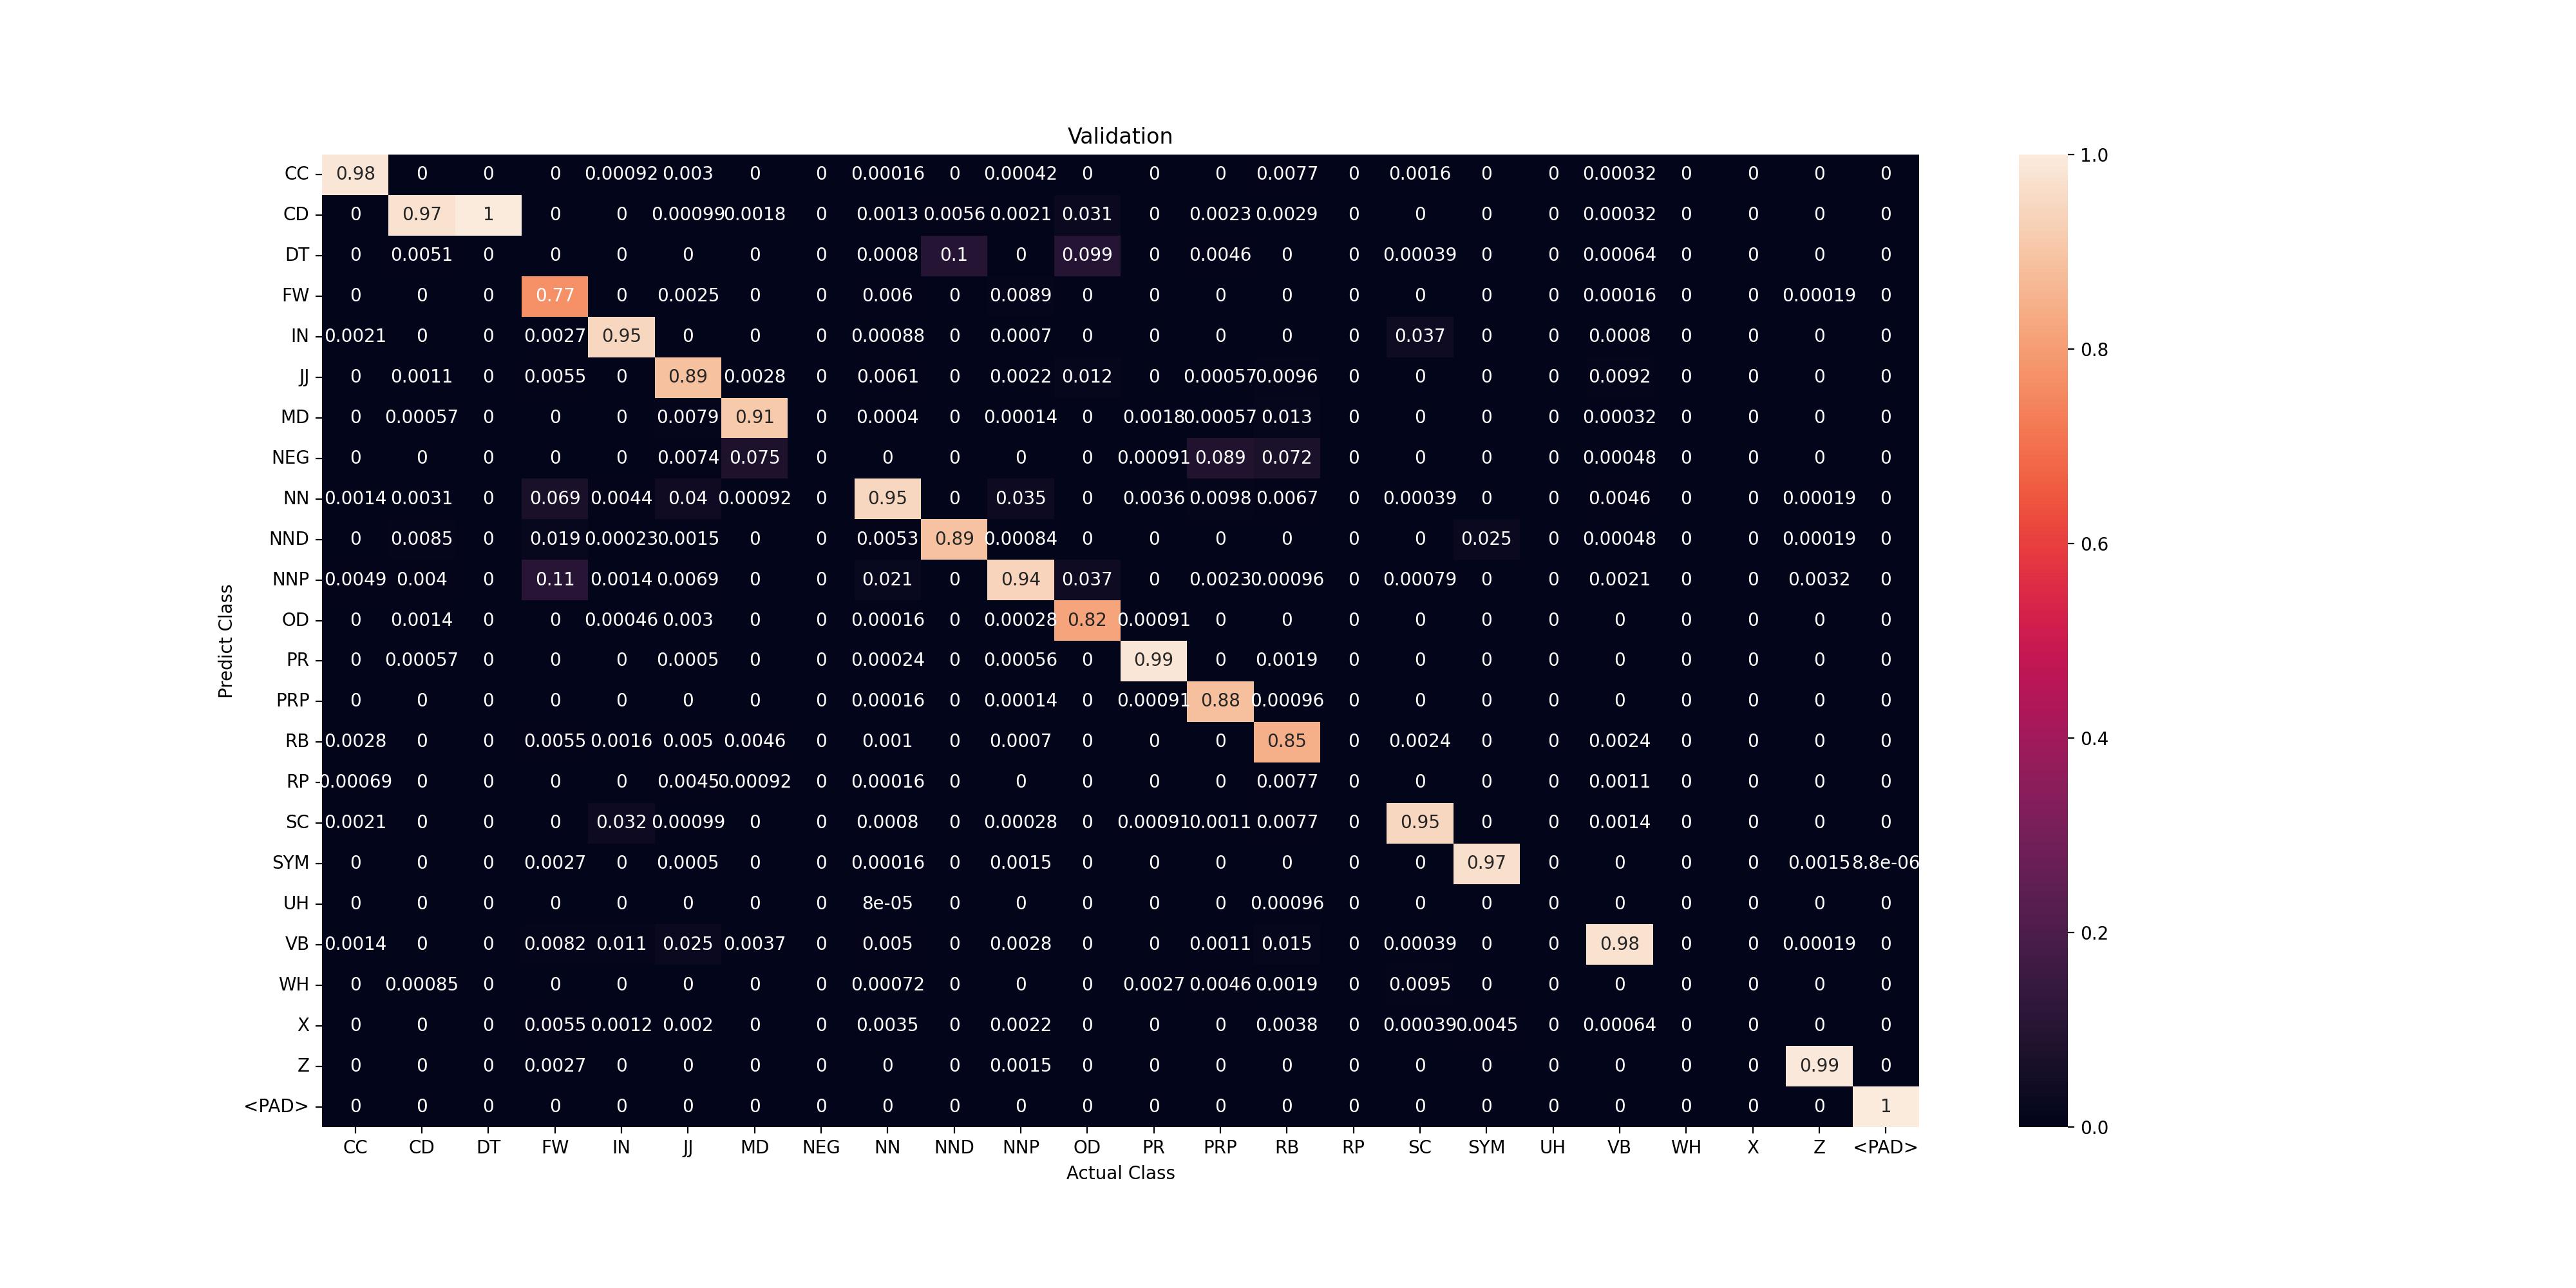 Validation
CC 0.98 0 0 0 0.00092 0.003 0 0 0.00016 0 0.00042 0 0 0 0.0077 0 0.0016 0 0 0.00032 0 0 0 0 1.0
CD 0 0.97 1 0 0 0.00099 0.0018 0 0.0013 0.0056 0.0021 0.031 0 0.0023 0.0029 0 0 0 0 0.00032 0 0 0 0
DT 0 0.0051 0 0 0 0 0 0 0.0008 0.1 0 0.099 0 0.0046 0 0 0.00039 0 0 0.00064 0 0 0 0
FW 0 0 0 0.77 0 0.0025 0 0 0.006 0 0.0089 0 0 0 0 0 0 0 0 0.00016 0 0 0.00019 0
IN 0.0021 0 0 0.0027 0.95 0 0 0 0.00088 0 0.0007 0 0 0 0 0 0.037 0 0 0.0008 0 0 0 0 0.8
JJ 0 0.0011 0 0.0055 0 0.89 0.0028 0 0.0061 0 0.0022 0.012 0 0.00057 0.0096 0 0 0 0 0.0092 0 0 0 0
MD 0 0.00057 0 0 0 0.0079 0.91 0 0.0004 0 0.00014 0 0.0018 0.00057 0.013 0 0 0 0 0.00032 0 0 0 0
NEG 0 0 0 0 0 0.0074 0.075 0 0 0 0 0 0.00091 0.089 0.072 0 0 0 0 0.00048 0 0 0 0
NN 0.0014 0.0031 0 0.069 0.0044 0.04 0.00092 0 0.95 0 0.035 0 0.0036 0.0098 0.0067 0 0.00039 0 0 0.0046 0 0 0.00019 0
NND 0 0.0085 0 0.019 0.00023 0.0015 0 0 0.0053 0.89 0.00084 0 0 0 0 0 0 0.025 0 0.00048 0 0 0.00019 0 0.6
NNP 0.0049 0.004 0 0.11 0.0014 0.0069 0 0 0.021 0 0.94 0.037 0 0.0023 0.00096 0 0.00079 0 0 0.0021 0 0 0.0032 0
OD 0 0.0014 0 0 0.00046 0.003 0 0 0.00016 0 0.00028 0.82 0.00091 0 0 0 0 0 0 0 0 0 0 0
PR 0 0.00057 0 0 0 0.0005 0 0 0.00024 0 0.00056 0 0.99 0 0.0019 0 0 0 0 0 0 0 0 0
PRP 0 0 0 0 0 0 0 0 0.00016 0 0.00014 0 0.00091 0.88 0.00096 0 0 0 0 0 0 0 0 0
RB 0.0028 0 0 0.0055 0.0016 0.005 0.0046 0 0.001 0 0.0007 0 0 0 0.85 0 0.0024 0 0 0.0024 0 0 0 0 0.4
RP 0.00069 0 0 0 0 0.0045 0.00092 0 0.00016 0 0 0 0 0 0.0077 0 0 0 0 0.0011 0 0 0 0
SC 0.0021 0 0 0 0.032 0.00099 0 0 0.0008 0 0.00028 0 0.00091 0.0011 0.0077 0 0.95 0 0 0.0014 0 0 0 0
SYM 0 0 0 0.0027 0 0.0005 0 0 0.00016 0 0.0015 0 0 0 0 0 0 0.97 0 0 0 0 0.0015 8.8e-06
UH 0 0 0 0 0 0 0 0 8e-05 0 0 0 0 0 0.00096 0 0 0 0 0 0 0 0 0
VB 0.0014 0 0 0.0082 0.011 0.025 0.0037 0 0.005 0 0.0028 0 0 0.0011 0.015 0 0.00039 0 0 0.98 0 0 0.00019 0 0.2
WH 0 0.00085 0 0 0 0 0 0 0.00072 0 0 0 0.0027 0.0046 0.0019 0 0.0095 0 0 0 0 0 0 0
X 0 0 0 0.0055 0.0012 0.002 0 0 0.0035 0 0.0022 0 0 0 0.0038 0 0.00039 0.0045 0 0.00064 0 0 0 0
Z 0 0 0 0.0027 0 0 0 0 0 0 0.0015 0 0 0 0 0 0 0 0 0 0 0 0.99 0
<PAD> 0 0 0 0 0 0 0 0 0 0 0 0 0 0 0 0 0 0 0 0 0 0 0 1 0.0
CC CD DT FW IN JJ MD NEG NN NND NNP OD PR PRP RB RP SC SYM UH VB WH X Z <PAD>
Actual Class
Predict Class